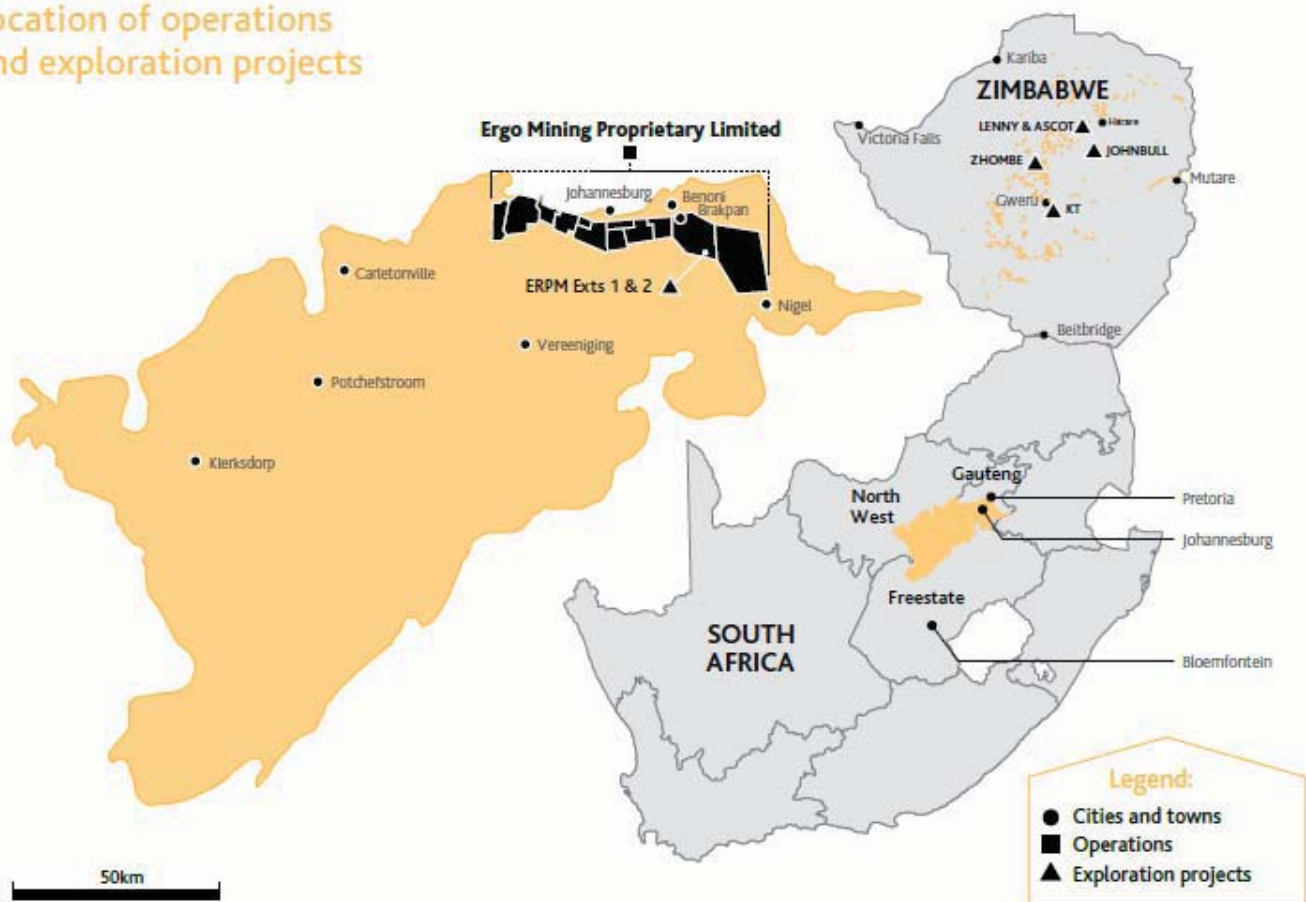 ocation of operations
nd exploration projects
Ergo Mining Proprietary Limited
Johannesburg
Benoni
Brakpan
Carletonville
ERPM Exts 1 & 2
Nigel
Vereeniging
Potchefstroom
Klerksdorp
50km
Kariba
ZIMBABWE
Victoria Falls
LENNY & ASCOT
Harare
JOHNBULL
ZHOMBE
Mutare
Gweru
KT
Beitbridge
Gauteng
North
West
Pretoria
Johannesburg
Freestate
SOUTH
AFRICA
Bloemfontein
Legend:
Cities and towns
Operations
Exploration projects